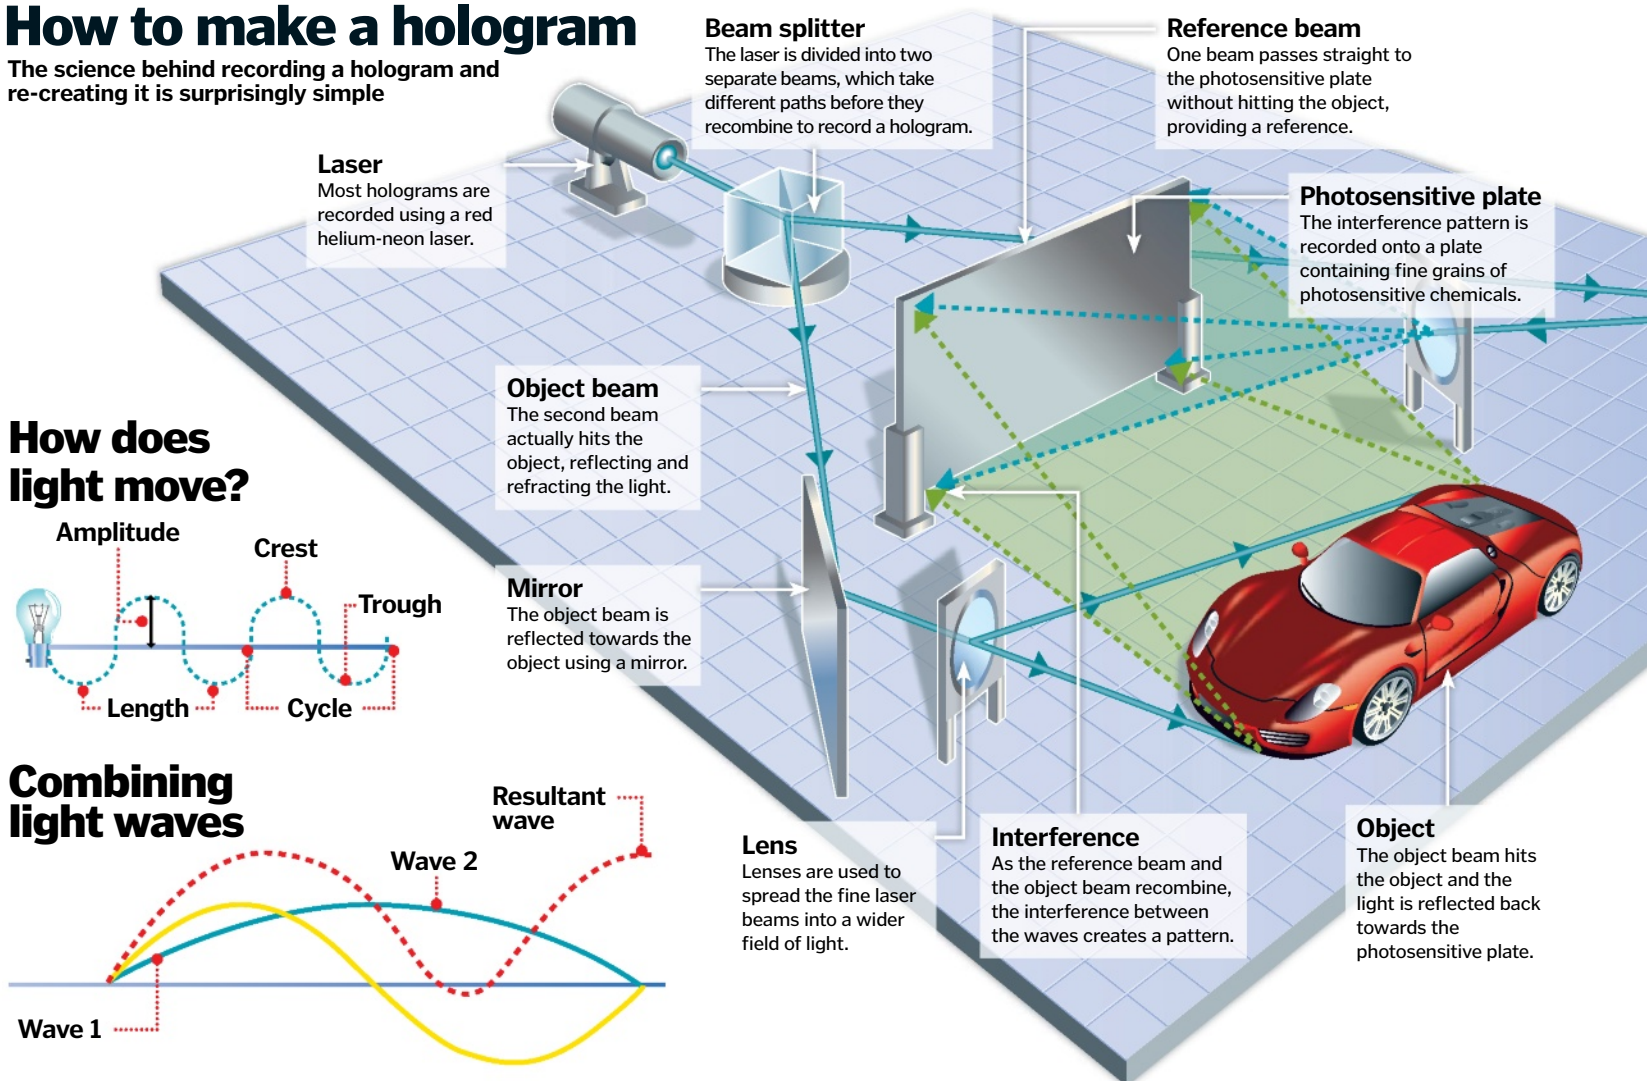 How to make a hologram
The science behind recording a hologram and
re-creating it is surprisingly simple
Laser
Most holograms are
recorded using a red
helium-neon laser.
Beam splitter
The laser is divided into two
separate beams, which take
different paths before they
recombine to record a hologram.
Reference beam
One beam passes straight to
the photosensitive plate
without hitting the object,
providing a reference.
Photosensitive plate
The interference pattern is
recorded onto a plate
containing fine grains of
photosensitive chemicals.
Object beam
The second beam
actually hits the
object, reflecting and
refracting the light.
Mirror
The object beam is
reflected towards the
object using a mirror.
Lens
Lenses are used to
spread the fine laser
beams into a wider
field of light.
Interference
As the reference beam and
the object beam recombine,
the interference between
the waves creates a pattern.
Object
The object beam hits
the object and the
light is reflected back
towards the
photosensitive plate.
How does
light move?
Amplitude
Crest
Trough
Length
Cycle
Combining
light waves
Resultant
wave
Wave 2
Wave 1